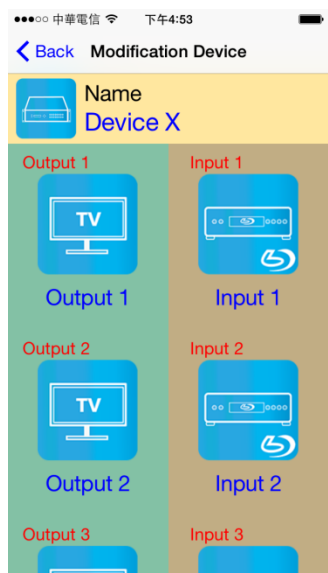 中華電信 下午4:53
Back Modification Device
Name
Device X
Output 1 Input 1
TV
Output 1 Input 1
Output 2 Input 2
TV
Output 2 Input 2
Output 3 Input 3